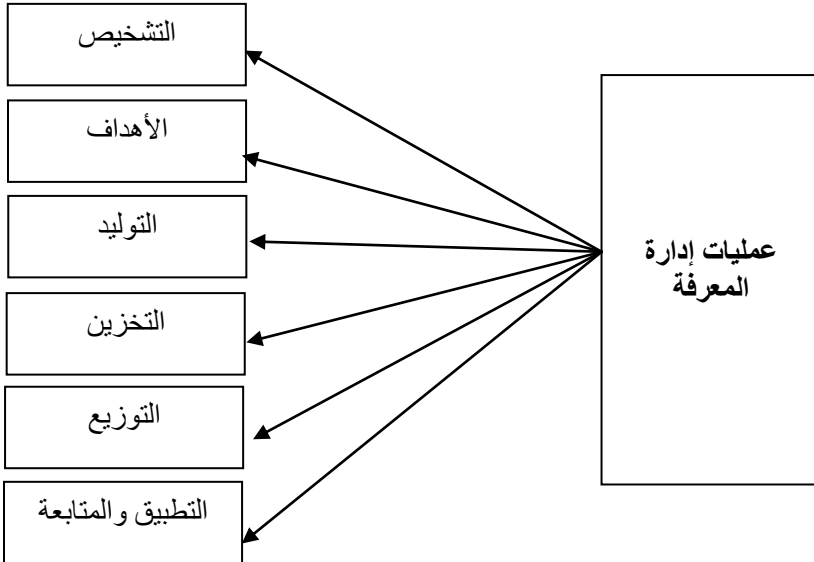 عمليات إدارة
المعرفة
التشخيص
الأهداف
التوليد
التخزين
التوزيع
التطبيق والمتابعة